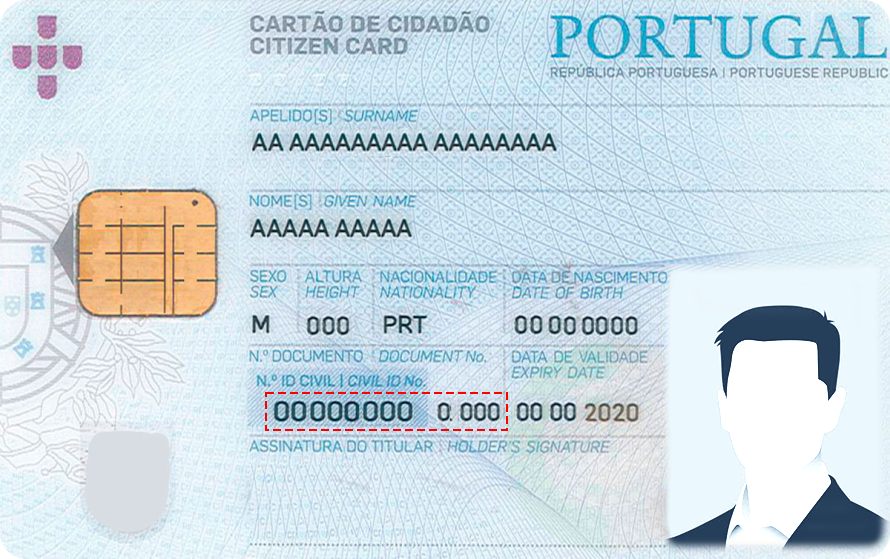 CARTÃO DE CIDADÃO
CITIZEN CARD
PORTUGAL
REPÚBLICA PORTUGUESA | PORTUGUESE REPUBLIC
APELIDO[S] SURNAME
AA AAAAAAAAA AAAAAAAA
NOME[S] GIVEN NAME
AAAAA AAAAA
SEXO ALTURA NACIONALIDADE DATA DE NASCIMENTO
SEX HEIGHT NATIONALITY DATE OF BIRTH
M 000 PRT 00 00 0000
N.º DOCUMENTO DOCUMENT No. DATA DE VALIDADE
EXPIRY DATE
N.º ID CIVIL | CIVIL ID No.
00000000 0.000 00 00 2020
ASSINATURA DO TITULAR HOLDER'S SIGNATURE